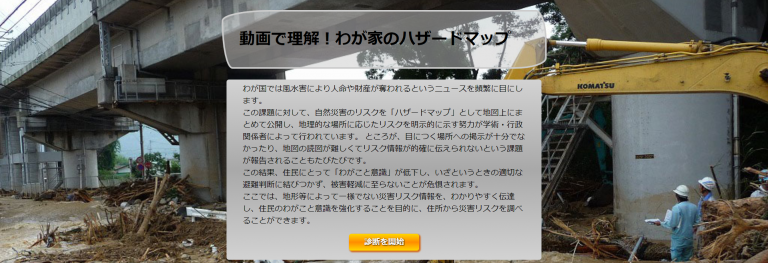 動画で理解！わが家のハザードマップ
KOMATSU
わが国では風水害により人命や財産が奪われるというニュースを頻繁に目にし
ます。
この課題に対して、自然災害のリスクを「ハザードマップ」として地図上にま
とめて公開し、地理的な場所に応じたリスクを明示的に示す努力が学術・行政
関係者によって行われています。 ところが、目につく場所への掲示が十分でな
かったり、地図の読図が難しくてリスク情報が的確に伝えられないという課題
が報告されることもたびたびです。
この結果、住民にとって「わがこと意識」が低下し、いざというときの適切な
避難判断に結びつかず、被害軽減に至らないことが危惧されます。
ここでは、地形等によって一様でない災害リスク情報を、わかりやすく伝達
し、住民のわがこと意識を強化することを目的に、住所から災害リスクを調べ
ることができます。
診断を開始